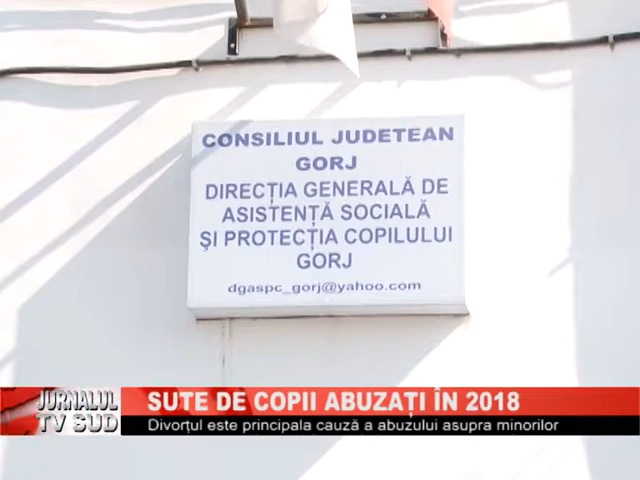 CONSILIUL JUDETEAN
GORJ
DIRECȚIA GENERALĂ DE
ASISTENȚĂ SOCIALĂ
ȘI PROTECȚIA COPILULUI
GORJ
dgaspc_gorj@yahoo.com
JURNALUL
TV SUD
SUTE DE COPII ABUZAȚI ÎN 2018
Divorțul este principala cauză a abuzului asupra minorilor